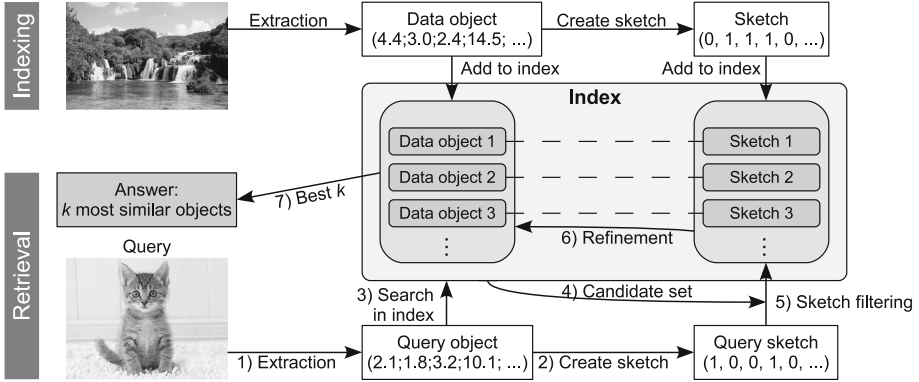 Indexing
Extraction
Data object
(4.4;3.0;2.4;14.5; ...)
Create sketch
Sketch
(0, 1, 1, 1, 0, ...)
Add to index
Add to index
Index
Data object 1
Sketch 1
Data object 2
Sketch 2
Data object 3
Sketch 3
⋮
⋮
Retrieval
Answer:
k most similar objects
7) Best k
6) Refinement
Query
3) Search
in index
4) Candidate set
5) Sketch filtering
1) Extraction
Query object
(2.1;1.8;3.2;10.1; ...)
2) Create sketch
Query sketch
(1, 0, 0, 1, 0, ...)